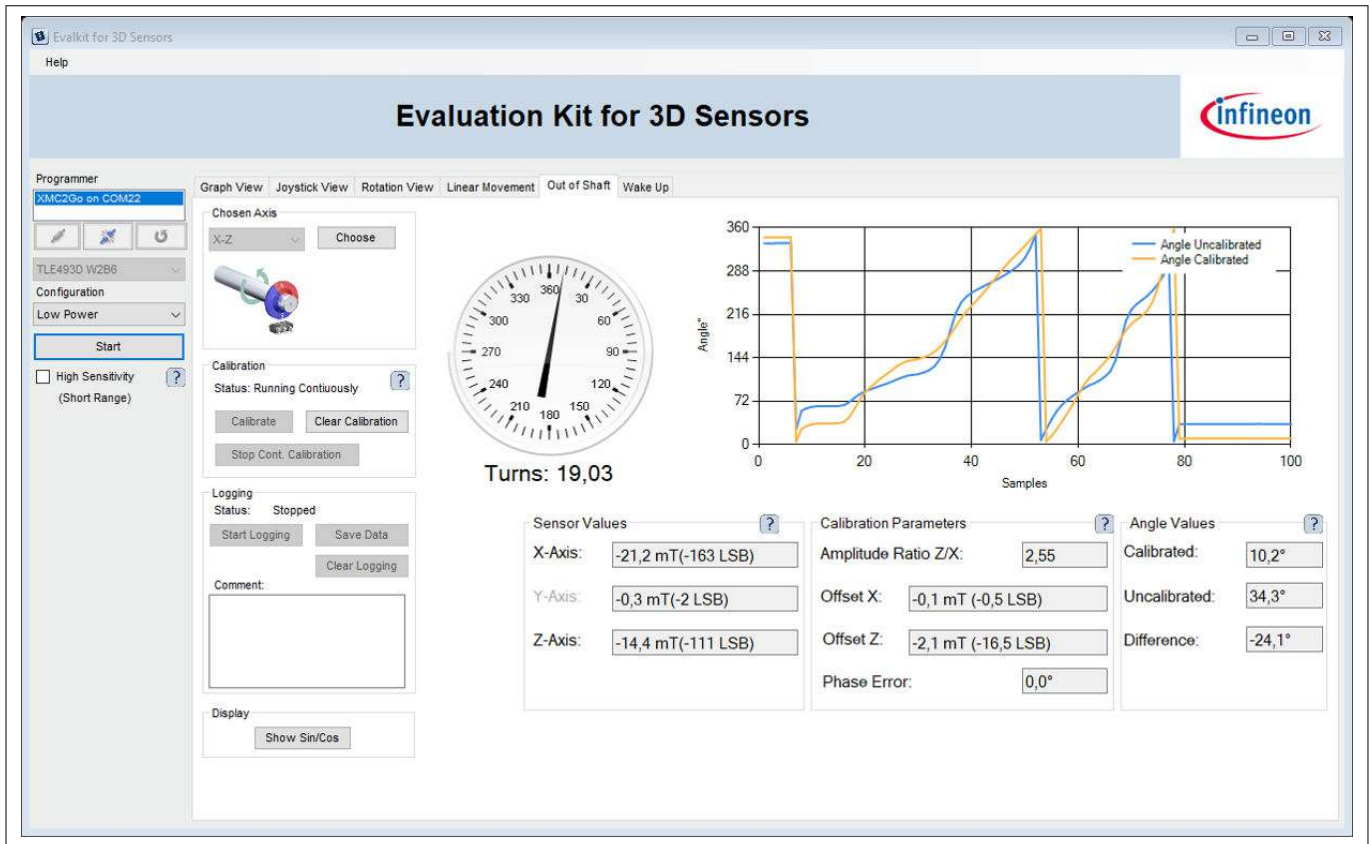 Evalkit for 3D Sensors
Help
Evaluation Kit for 3D Sensors
infineon
Programmer
XMC2Go on COM22
TLE493D W2B6
Configuration
Low Power
Start
High Sensitivity
(Short Range)
?
Graph View Joystick View Rotation View Linear Movement Out of Shaft Wake Up
Chosen Axis
X-Z
Choose
Calibration
Status: Running Contiuously
?
Calibrate
Clear Calibration
Stop Cont. Calibration
Logging
Status: Stopped
Start Logging
Save Data
Clear Logging
Comment:
Display
Show Sin/Cos
360
30
60
90
120
150
180
210
240
270
300
330
Turns: 19,03
Angle°
360
288
216
144
72
0
0 20 40 60 80 100
Samples
Angle Uncalibrated
Angle Calibrated
Sensor Values ?
X-Axis: -21,2 mT(-163 LSB)
Y-Axis: -0,3 mT(-2 LSB)
Z-Axis: -14,4 mT(-111 LSB)
Calibration Parameters ?
Amplitude Ratio Z/X: 2,55
Offset X: -0,1 mT (-0,5 LSB)
Offset Z: -2,1 mT (-16,5 LSB)
Phase Error: 0,0°
Angle Values ?
Calibrated: 10,2°
Uncalibrated: 34,3°
Difference: -24,1°